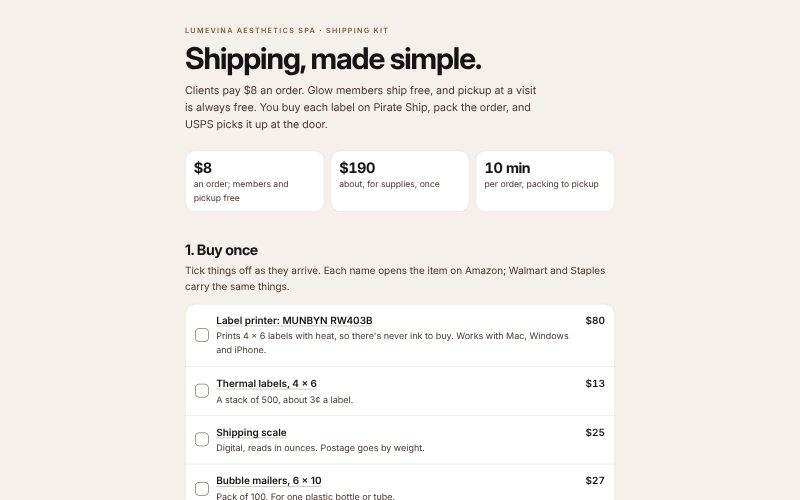 LUMEVINA AESTHETICS SPA · SHIPPING KIT
Shipping, made simple.
Clients pay $8 an order. Glow members ship free, and pickup at a visit
is always free. You buy each label on Pirate Ship, pack the order, and
USPS picks it up at the door.
$8
an order; members and
pickup free
$190
about, for supplies, once
10 min
per order, packing to pickup
1. Buy once
Tick things off as they arrive. Each name opens the item on Amazon; Walmart and Staples
carry the same things.
Label printer: MUNBYN RW403B
$80
Prints 4 × 6 labels with heat, so there's never ink to buy. Works with Mac, Windows
and iPhone.
Thermal labels, 4 × 6
$13
A stack of 500, about 3¢ a label.
Shipping scale
$25
Digital, reads in ounces. Postage goes by weight.
Bubble mailers, 6 × 10
$27
Pack of 100. For one plastic bottle or tube.